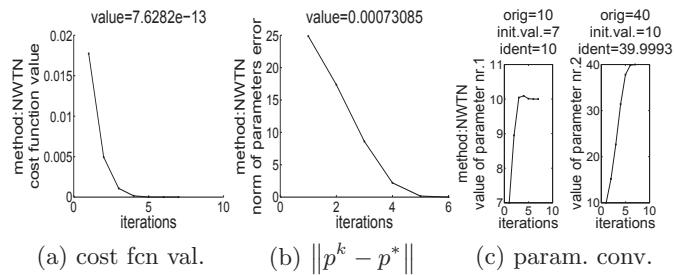 value=7.6282e−13
method:NWTN
cost function value
0.02
0.015
0.01
0.005
0
0 5 10
iterations
(a) cost fcn val.
value=0.00073085
method:NWTN
norm of parameters error
25
20
15
10
5
0
0 2 4 6
iterations
(b) ‖p^k − p*‖
orig=10
init.val.=7
ident=10
method:NWTN
value of parameter nr.1
11
10
9
8
7
0 5 10
iterations
orig=40
init.val.=10
ident=39.9993
value of parameter nr.2
40
30
20
10
0 5 10
iterations
(c) param. conv.